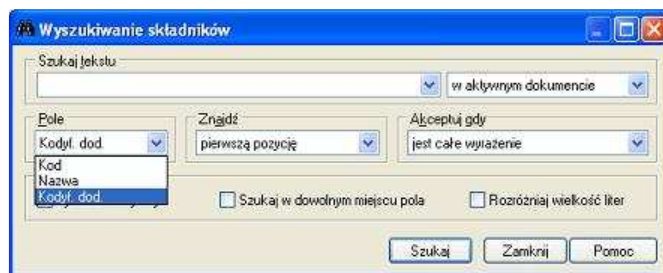 Wyszukiwanie składników
Szukaj tekstu
w aktywnym dokumencie
Pole
Znajdź
Akceptuj gdy
Kodyf. dod.
pierwszą pozycję
jest całe wyrażenie
Kod
Nazwa
Kodyf. dod.
Szukaj w dowolnym miejscu pola
Rozróżniaj wielkość liter
Szukaj
Zamknij
Pomoc